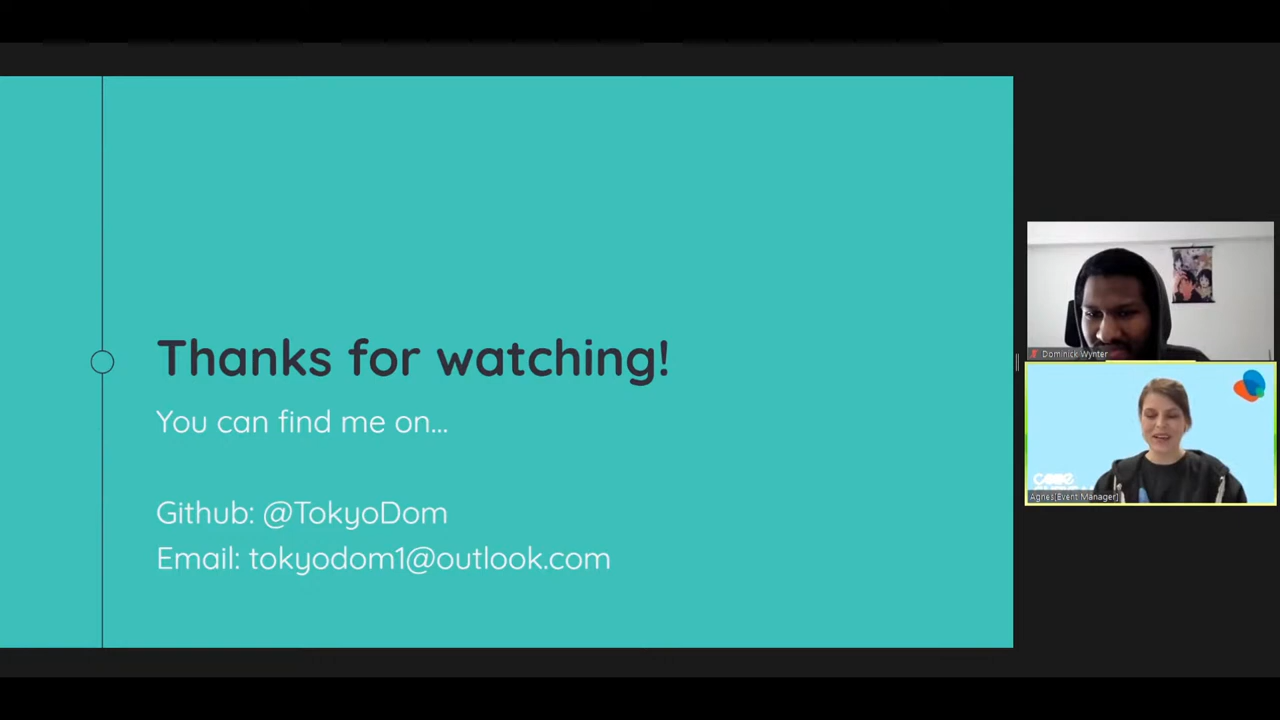 Thanks for watching!
You can find me on...
Github: @TokyoDom
Email: tokyodom1@outlook.com
Dominick Wynter
CODE
Agnes[Event Manager]